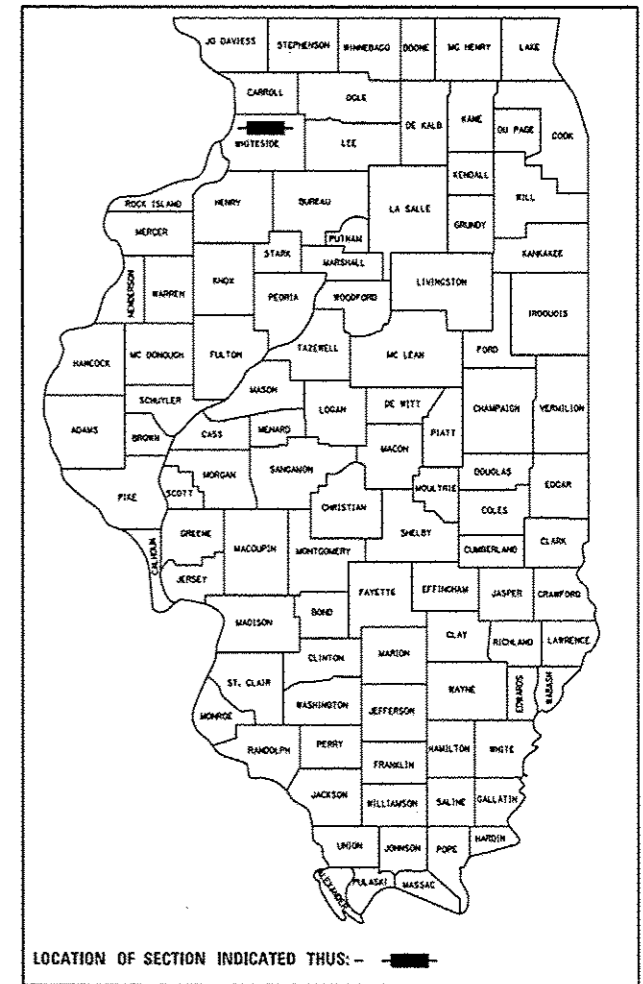 JO DAVIESS STEPHENSON WINNEBAGO BOONE MC HENRY LAKE
CARROLL OGLE DE KALB KANE DU PAGE COOK
WHITESIDE LEE
KENDALL WILL
ROCK ISLAND HENRY BUREAU LA SALLE GRUNDY
MERCER PUTNAM KANKAKEE
STARK MARSHALL
HENDERSON WARREN KNOX PEORIA WOODFORD LIVINGSTON IROQUOIS
HANCOCK MC DONOUGH FULTON TAZEWELL MC LEAN FORD
SCHUYLER MASON LOGAN DE WITT CHAMPAIGN VERMILION
ADAMS BROWN CASS MENARD MACON PIATT
PIKE SCOTT MORGAN SANGAMON CHRISTIAN MOULTRIE DOUGLAS EDGAR
COLES
CALHOUN GREENE MACOUPIN MONTGOMERY SHELBY CUMBERLAND CLARK
JERSEY FAYETTE EFFINGHAM JASPER CRAWFORD
MADISON BOND CLAY RICHLAND LAWRENCE
CLINTON MARION
ST. CLAIR WAYNE EDWARDS WABASH
MONROE WASHINGTON JEFFERSON
RANDOLPH PERRY HAMILTON WHITE
FRANKLIN
JACKSON WILLIAMSON SALINE GALLATIN
UNION JOHNSON POPE HARDIN
ALEXANDER PULASKI MASSAC
LOCATION OF SECTION INDICATED THUS: -